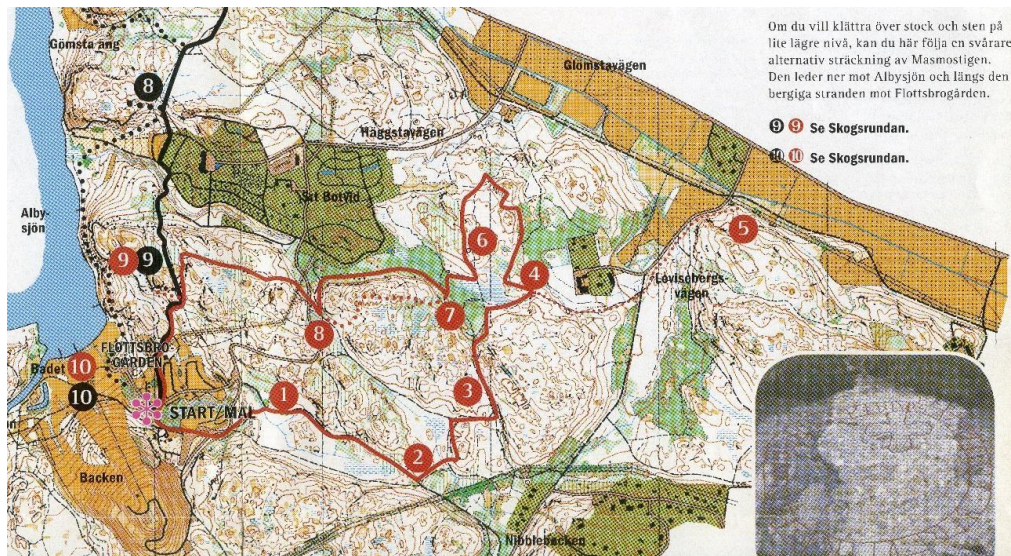 Om du vill klättra över stock och sten på
lite lägre nivå, kan du här följa en svårare
alternativ sträckning av Masmostigen.
Den leder ner mot Albysjön och längs den
bergiga stranden mot Flottsbrogården.
9 9 Se Skogsrundan.
10 10 Se Skogsrundan.
Gömsta äng
Glömstavägen
8
Häggstavägen
Skt Botvid
Alby-
sjön
5
6
9 9
4
Lovisebergs-
vägen
7
8
FLOTTSBRO-
GÅRDEN
Badet 10
10
1
3
START/MÅL
2
Backen
Nibblebacken